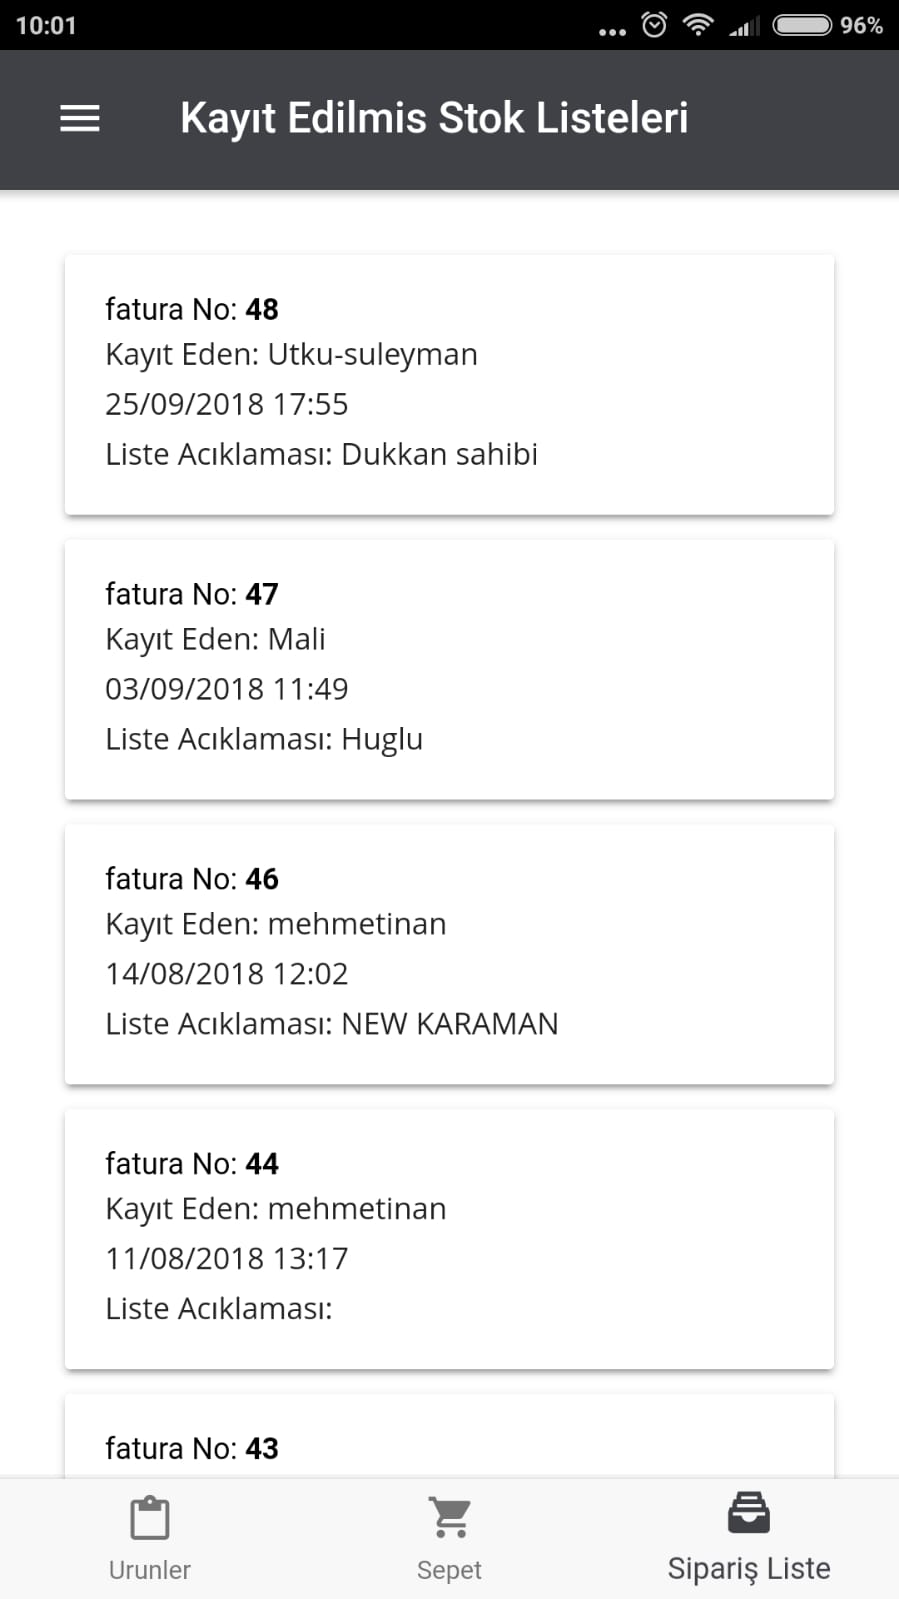 10:01
96%
Kayıt Edilmis Stok Listeleri
fatura No: 48
Kayıt Eden: Utku-suleyman
25/09/2018 17:55
Liste Acıklaması: Dukkan sahibi
fatura No: 47
Kayıt Eden: Mali
03/09/2018 11:49
Liste Acıklaması: Huglu
fatura No: 46
Kayıt Eden: mehmetinan
14/08/2018 12:02
Liste Acıklaması: NEW KARAMAN
fatura No: 44
Kayıt Eden: mehmetinan
11/08/2018 13:17
Liste Acıklaması:
fatura No: 43
Urunler
Sepet
Sipariş Liste